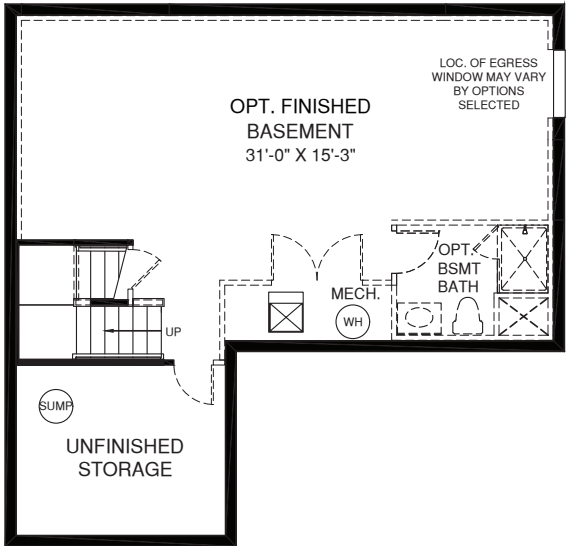 LOC. OF EGRESS
WINDOW MAY VARY
BY OPTIONS
SELECTED
OPT. FINISHED
BASEMENT
31'-0" X 15'-3"
OPT.
BSMT
BATH
MECH.
WH
UP
SUMP
UNFINISHED
STORAGE